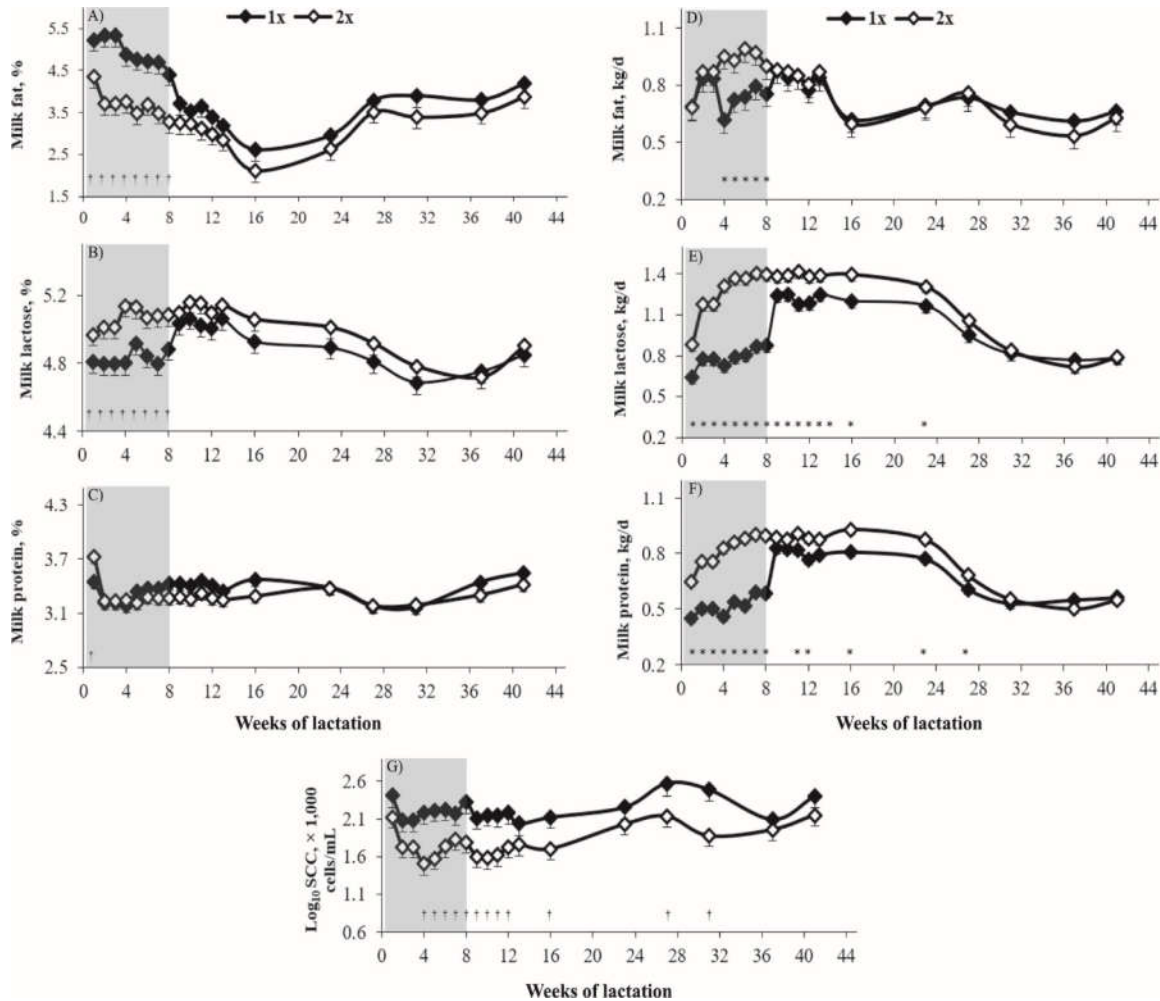 1x 2x
A)
Milk fat, %
5.5
4.5
3.5
2.5
1.5
† † † † † † † †
0 4 8 12 16 20 24 28 32 36 40 44
B)
Milk lactose, %
5.2
4.8
4.4
† † † † † † † †
0 4 8 12 16 20 24 28 32 36 40 44
C)
Milk protein, %
4.3
3.7
3.1
2.5
†
0 4 8 12 16 20 24 28 32 36 40 44
Weeks of lactation
1x 2x
D)
Milk fat, kg/d
1.1
0.8
0.5
0.2
* * * * *
0 4 8 12 16 20 24 28 32 36 40 44
E)
Milk lactose, kg/d
1.4
1.0
0.6
0.2
* * * * * * * * * * * * * * * *
0 4 8 12 16 20 24 28 32 36 40 44
F)
Milk protein, kg/d
1.1
0.8
0.5
0.2
* * * * * * * * * * * * *
0 4 8 12 16 20 24 28 32 36 40 44
Weeks of lactation
G)
Log10 SCC, × 1,000
cells/mL
2.6
2.1
1.6
1.1
0.6
† † † † † † † † † † † †
0 4 8 12 16 20 24 28 32 36 40 44
Weeks of lactation